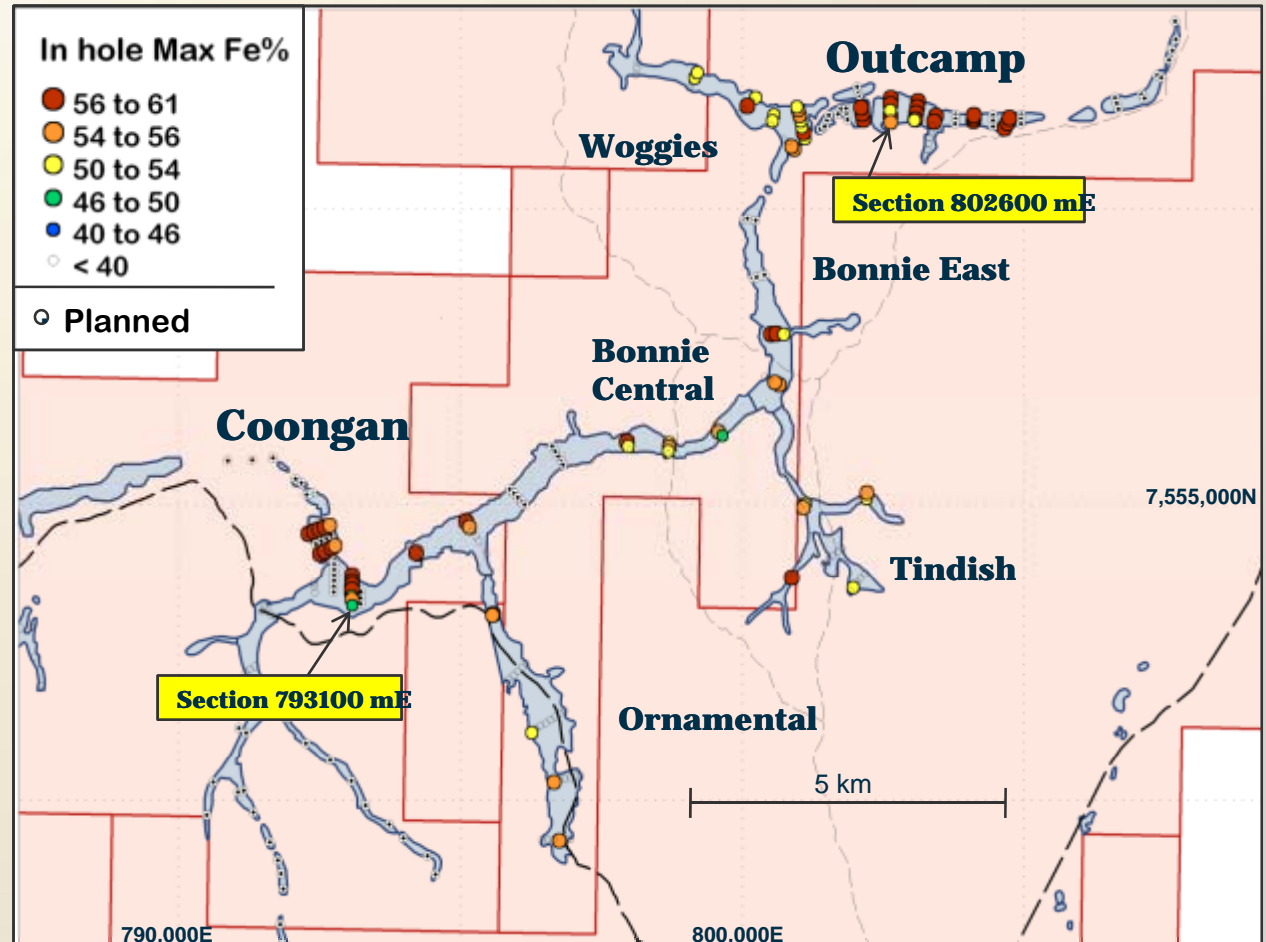 In hole Max Fe%
56 to 61
54 to 56
50 to 54
46 to 50
40 to 46
< 40
Planned
Outcamp
Woggies
Section 802600 mE
Bonnie East
Bonnie
Central
Coongan
7,555,000N
Tindish
Section 793100 mE
Ornamental
5 km
790,000E
800,000E